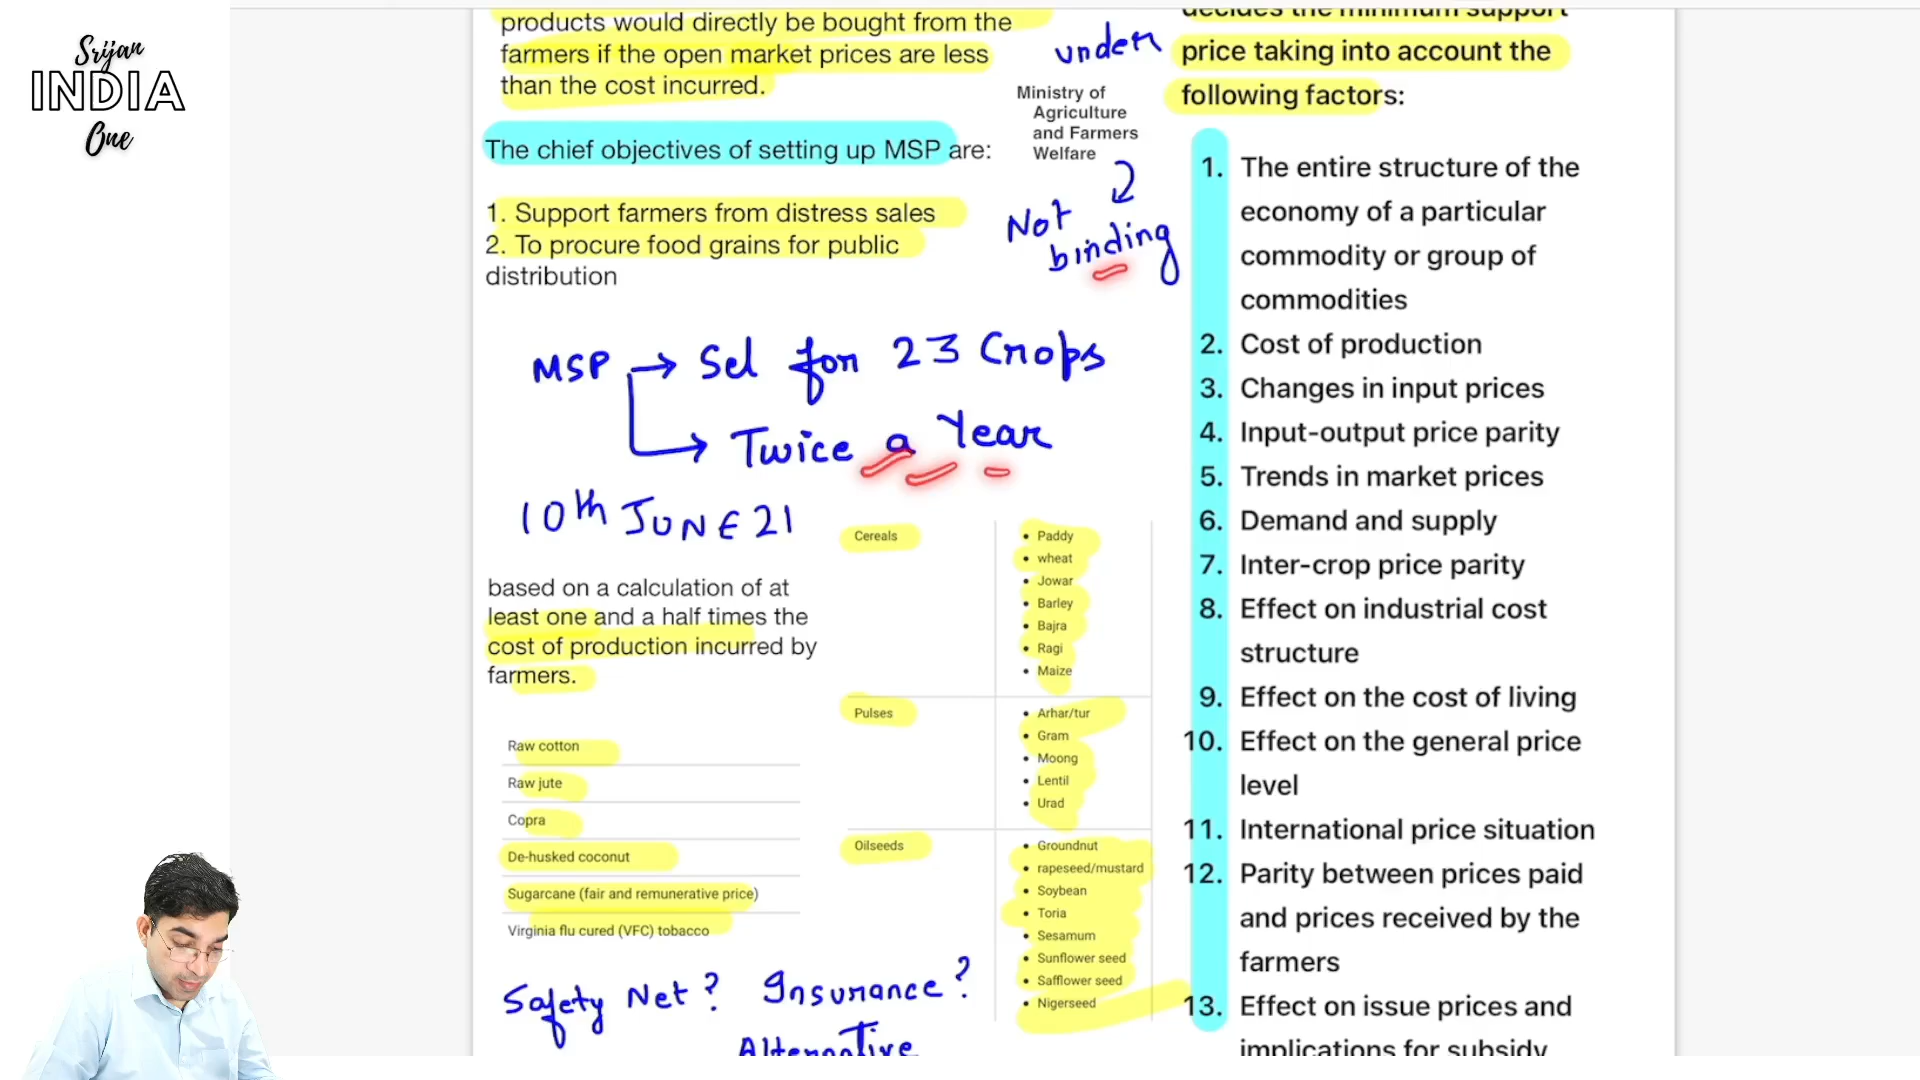 Srijan
INDIA
One
products would directly be bought from the
farmers if the open market prices are less
than the cost incurred.
The chief objectives of setting up MSP are:
1. Support farmers from distress sales
2. To procure food grains for public
distribution
under
Ministry of
Agriculture
and Farmers
Welfare
Not
binding
MSP → Set for 23 Crops
→ Twice a Year
10th JUNE 21
based on a calculation of at
least one and a half times the
cost of production incurred by
farmers.
Raw cotton
Raw jute
Copra
De-husked coconut
Sugarcane (fair and remunerative price)
Virginia flu cured (VFC) tobacco
Cereals
• Paddy
• wheat
• Jowar
• Barley
• Bajra
• Ragi
• Maize
Pulses
• Arhar/tur
• Gram
• Moong
• Lentil
• Urad
Oilseeds
• Groundnut
• rapeseed/mustard
• Soybean
• Toria
• Sesamum
• Sunflower seed
• Safflower seed
• Nigerseed
Safety Net? Insurance?
Alternative
decides the minimum support
price taking into account the
following factors:
1. The entire structure of the
economy of a particular
commodity or group of
commodities
2. Cost of production
3. Changes in input prices
4. Input-output price parity
5. Trends in market prices
6. Demand and supply
7. Inter-crop price parity
8. Effect on industrial cost
structure
9. Effect on the cost of living
10. Effect on the general price
level
11. International price situation
12. Parity between prices paid
and prices received by the
farmers
13. Effect on issue prices and
implications for subsidy